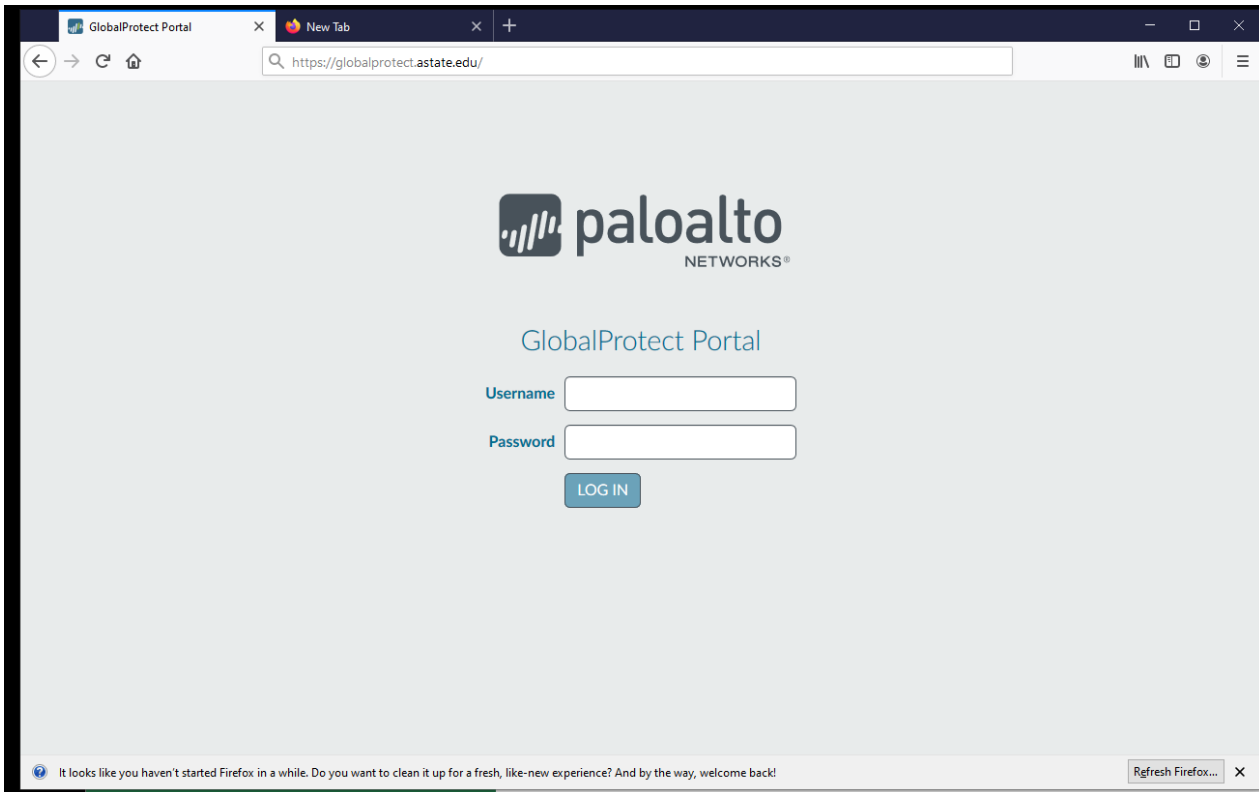 GlobalProtect Portal
New Tab
https://globalprotect.astate.edu/
paloalto
NETWORKS®
GlobalProtect Portal
Username
Password
LOG IN
It looks like you haven't started Firefox in a while. Do you want to clean it up for a fresh, like-new experience? And by the way, welcome back!
Refresh Firefox...